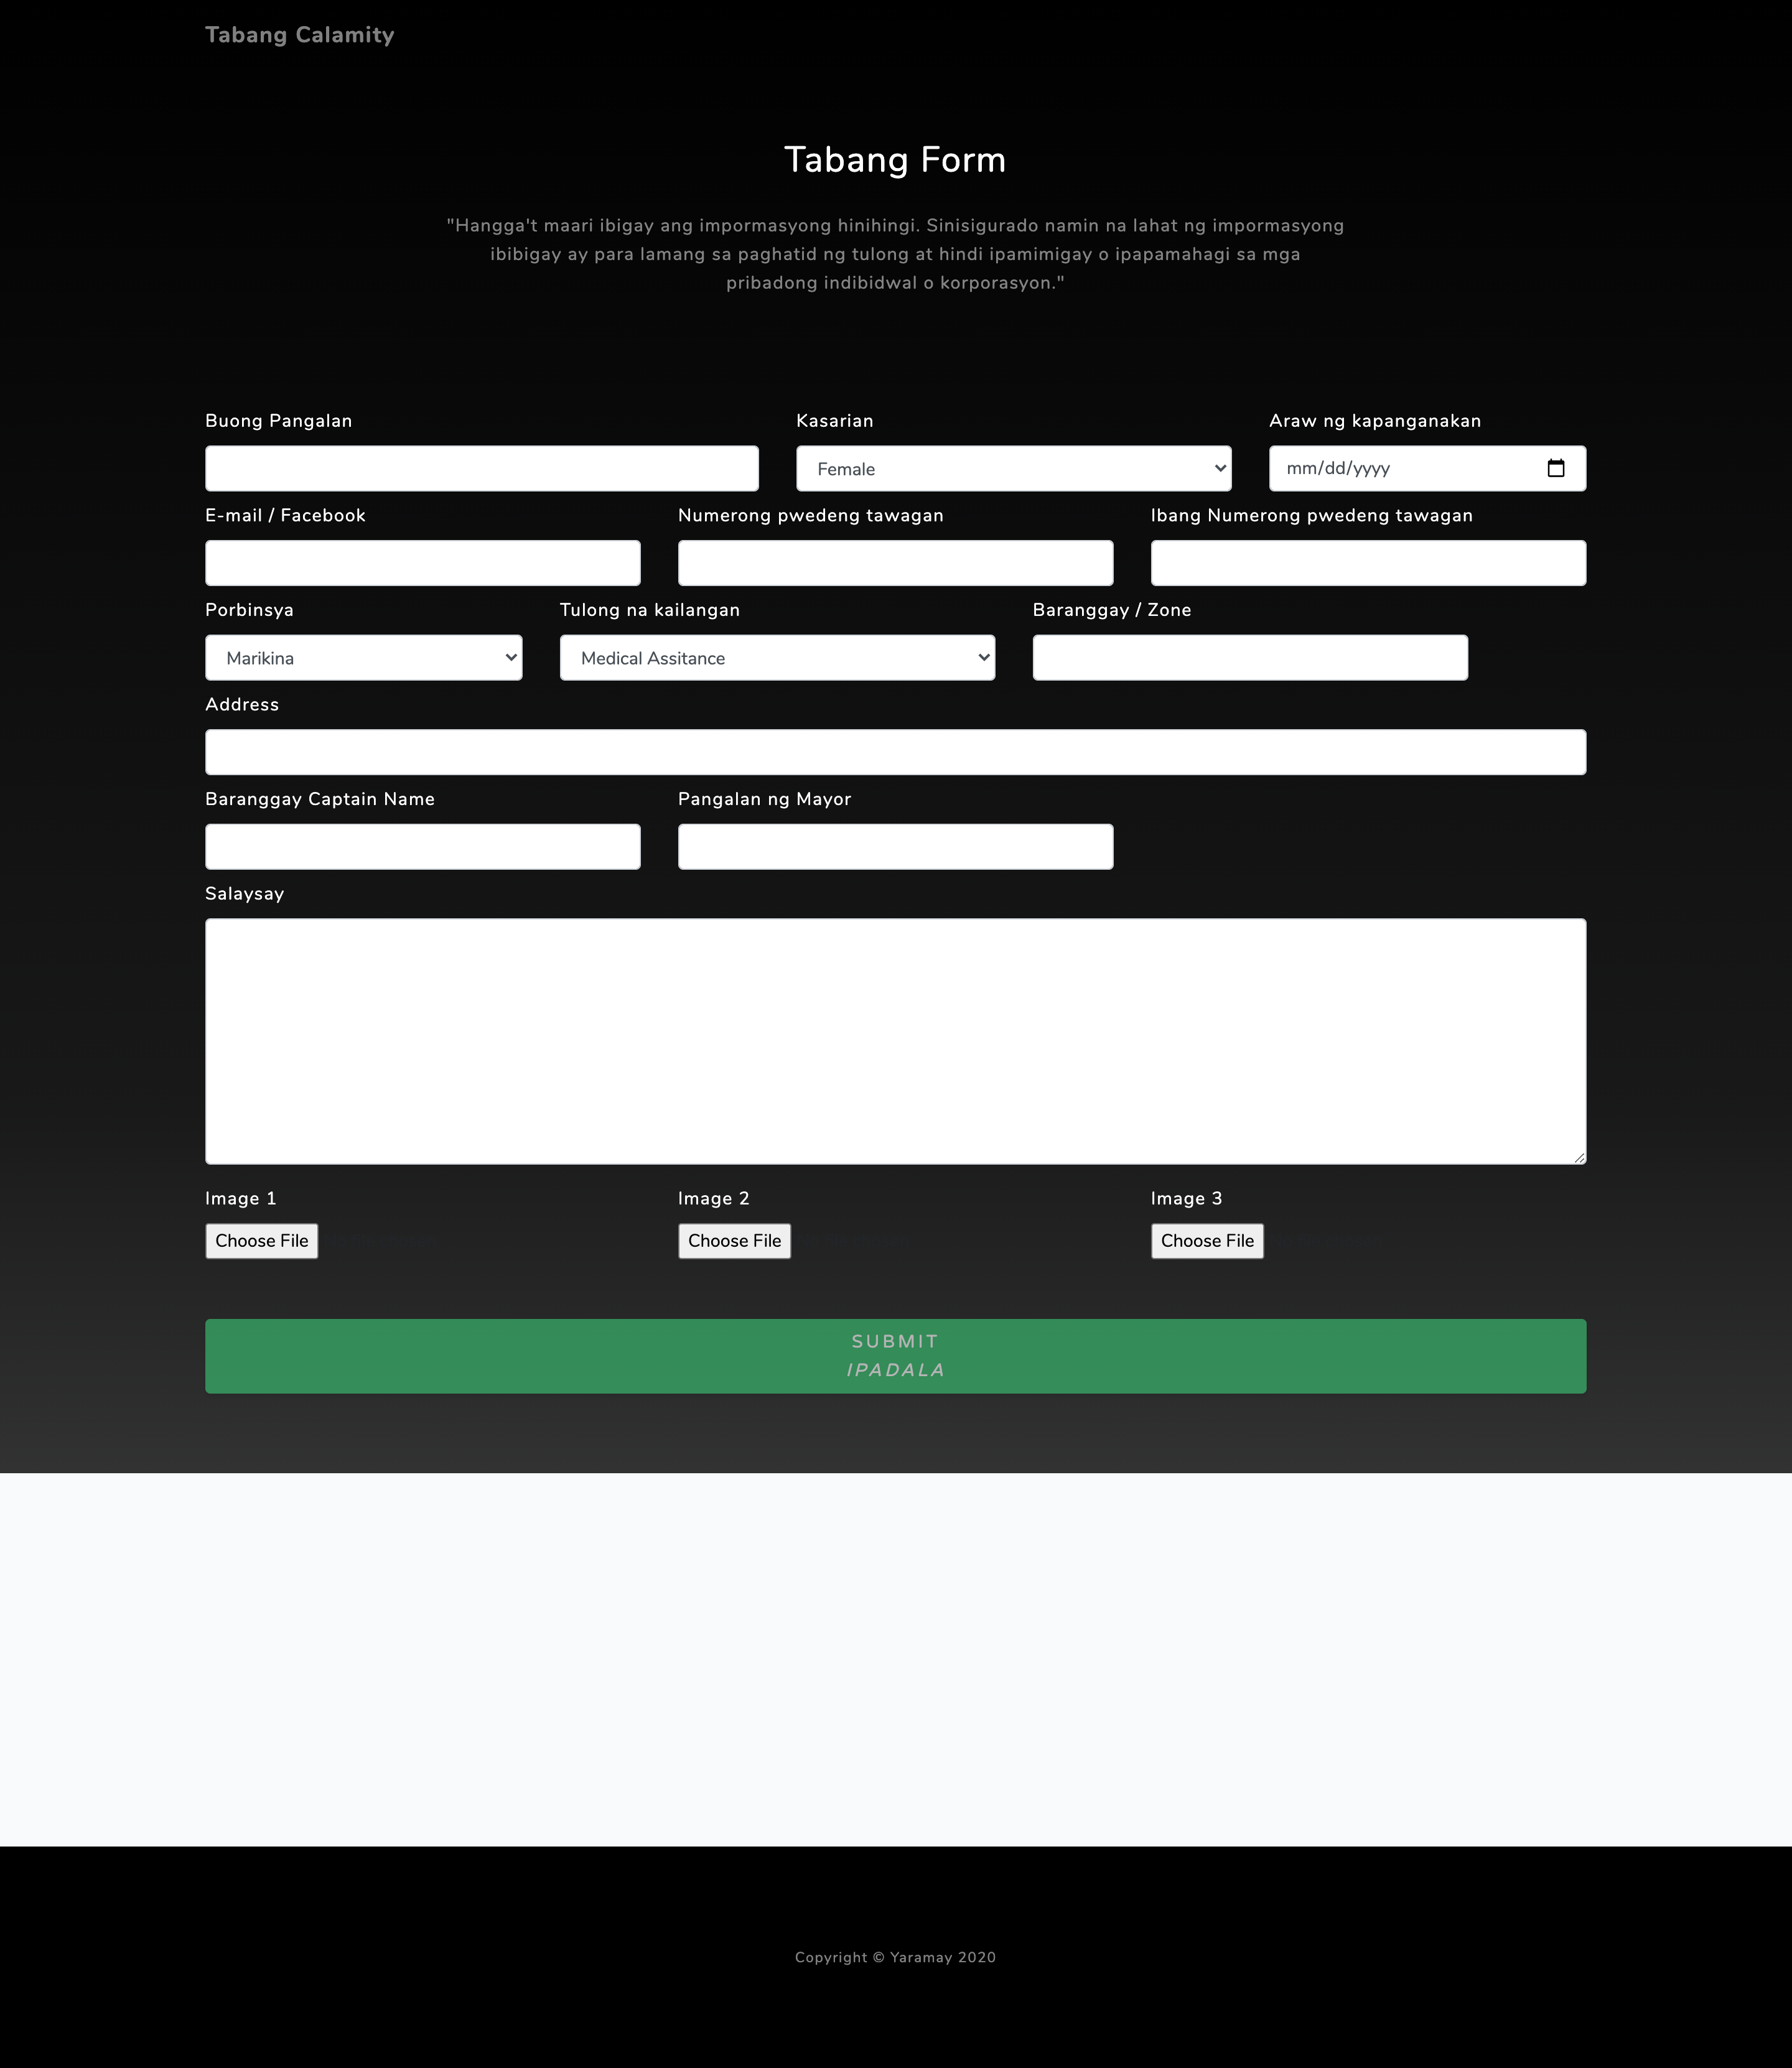 Tabang Calamity
Tabang Form
"Hangga't maari ibigay ang impormasyong hinihingi. Sinisigurado namin na lahat ng impormasyong
ibibigay ay para lamang sa paghatid ng tulong at hindi ipamimigay o ipapamahagi sa mga
pribadong indibidwal o korporasyon."
Buong Pangalan
Kasarian
Araw ng kapanganakan
Female
mm/dd/yyyy
E-mail / Facebook
Numerong pwedeng tawagan
Ibang Numerong pwedeng tawagan
Porbinsya
Tulong na kailangan
Baranggay / Zone
Marikina
Medical Assitance
Address
Baranggay Captain Name
Pangalan ng Mayor
Salaysay
Image 1
Image 2
Image 3
Choose File
Choose File
Choose File
SUBMIT
IPADALA
Copyright © Yaramay 2020